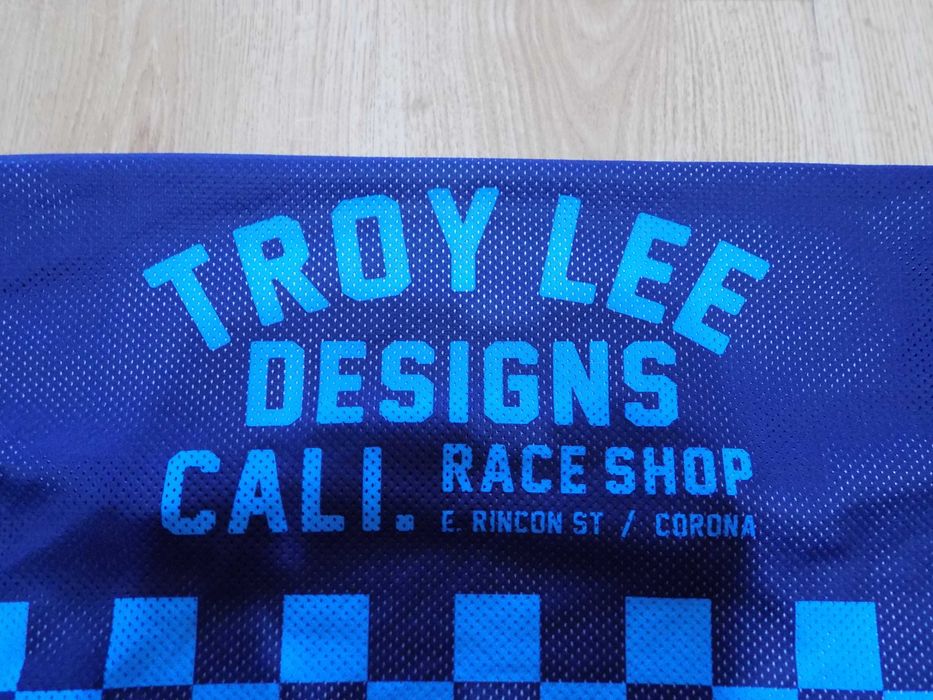 TROY LEE
DESIGNS
CALI. RACE SHOP
E. RINCON ST / CORONA